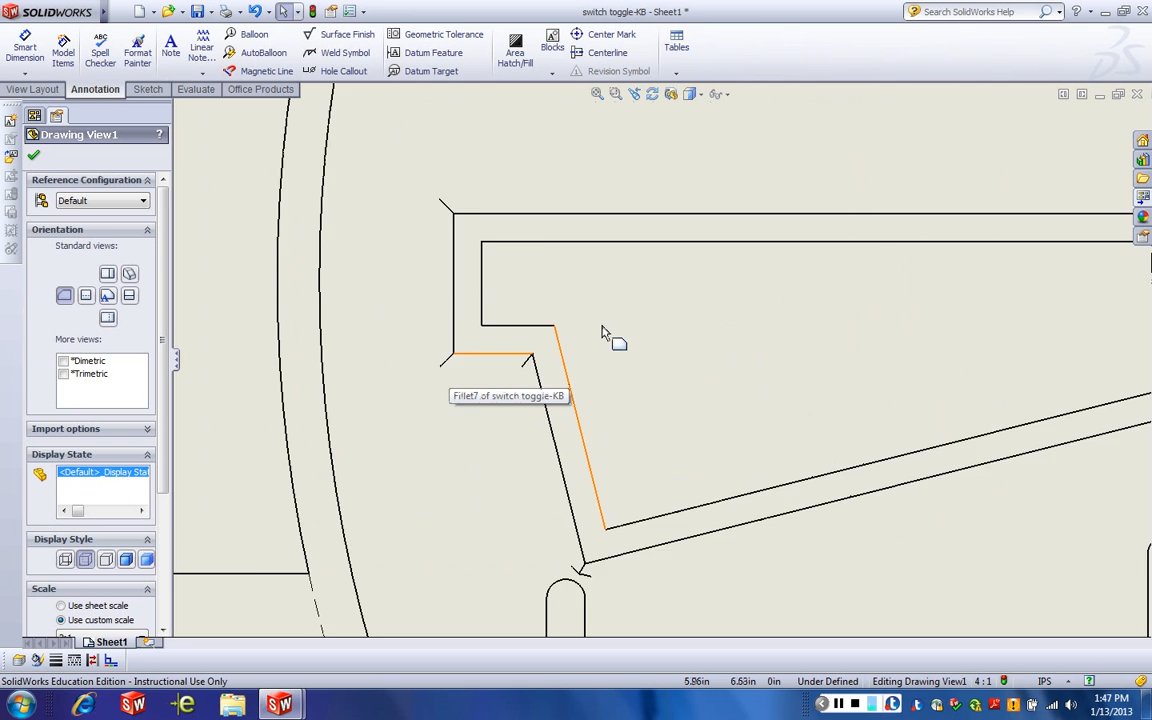 SOLIDWORKS
switch toggle-KB - Sheet1 *
Search SolidWorks Help
Smart Dimension
Model Items
Spell Checker
Format Painter
Note
Linear Note...
Balloon
AutoBalloon
Magnetic Line
Surface Finish
Weld Symbol
Hole Callout
Geometric Tolerance
Datum Feature
Datum Target
Area Hatch/Fill
Blocks
Center Mark
Centerline
Revision Symbol
Tables
View Layout Annotation Sketch Evaluate Office Products
Drawing View1 ?
Reference Configuration
Default
Orientation
Standard views:
More views:
*Dimetric
*Trimetric
Import options
Display State
<Default>_Display Stat
Display Style
Scale
Use sheet scale
Use custom scale
Fillet7 of switch toggle-KB
Sheet1
SolidWorks Education Edition - Instructional Use Only
5.96in 6.53in 0in Under Defined Editing Drawing View1 4 : 1 IPS
1:47 PM
1/13/2013